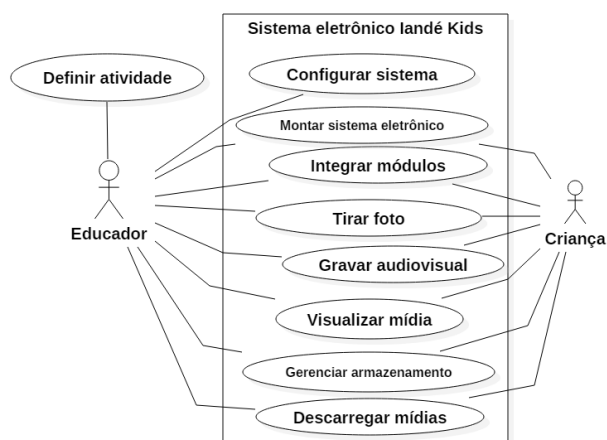 Sistema eletrônico Iandé Kids
Definir atividade
Configurar sistema
Montar sistema eletrônico
Integrar módulos
Tirar foto
Educador
Criança
Gravar audiovisual
Visualizar mídia
Gerenciar armazenamento
Descarregar mídias